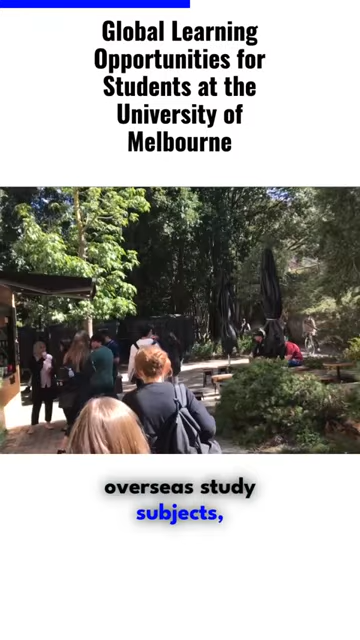 Global Learning
Opportunities for
Students at the
University of
Melbourne
overseas study
subjects,